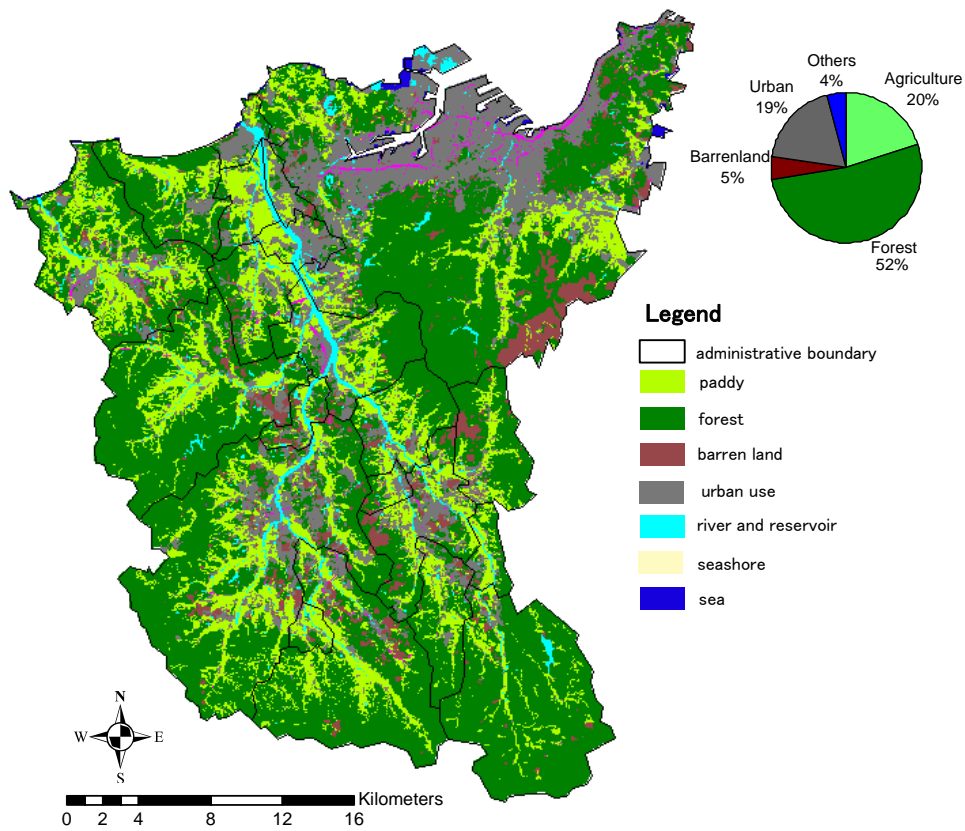 Others
4%
Urban
19%
Agriculture
20%
Barrenland
5%
Forest
52%
Legend
administrative boundary
paddy
forest
barren land
urban use
river and reservoir
seashore
sea
N
W
E
S
Kilometers
0 2 4 8 12 16